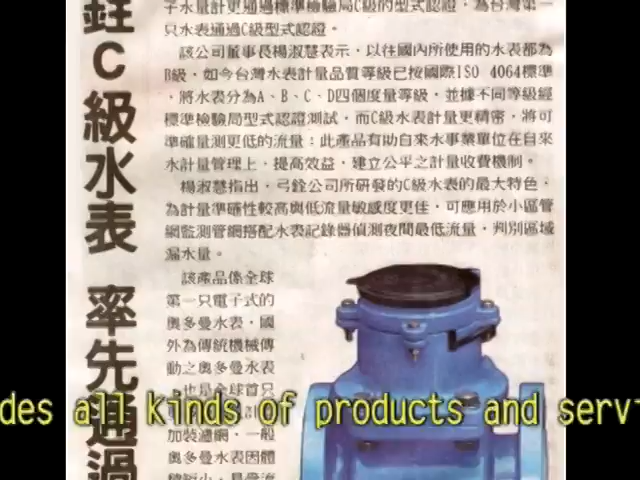 銓C級水表 率先通過
子水量計更通過標準檢驗局C級的型式認證，為台灣第一
只水表通過C級型式認證。
該公司董事長楊淑慧表示，以往國內所使用的水表都為
B級，如今台灣水表計量品質等級已按國際ISO 4064標準
，將水表分為A、B、C、D四個度量等級，並據不同等級經
標準檢驗局型式認證測試，而C級水表計量更精密，將可
準確量測更低的流量；此產品有助自來水事業單位在自來
水計量管理上，提高效益，建立公平之計量收費機制。
楊淑慧指出，弓銓公司所研發的C級水表的最大特色，
為計量準確性較高與低流量敏感度更佳，可應用於小區管
網監測管網搭配水表記錄器偵測夜間最低流量，判別區域
漏水量。
該產品係全球
第一只電子式的
奧多曼水表，國
外為傳統機械傳
動之奧多曼水表
，也是全球首只
des all kinds of products and servi
加裝濾網，一般
奧多曼水表因體